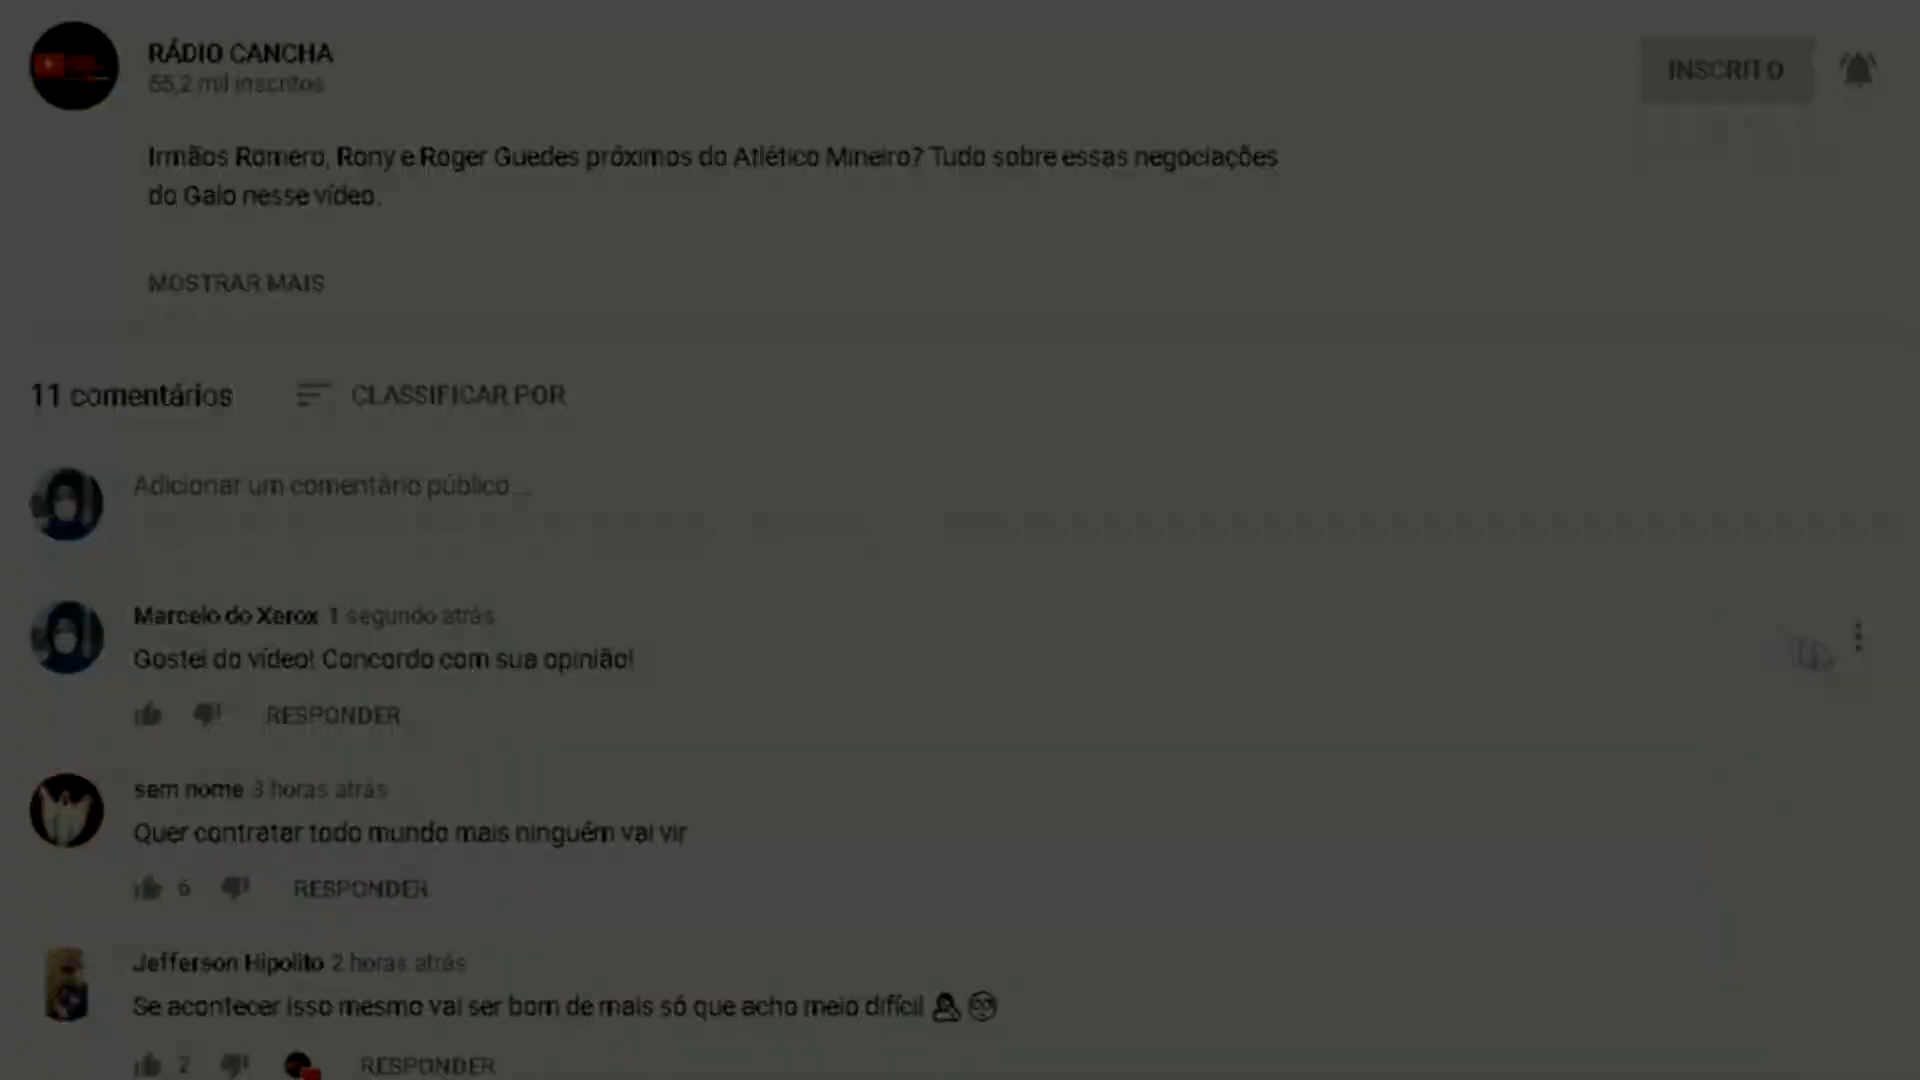 RÁDIO CANCHA
55,2 mil inscritos
INSCRITO
Irmãos Romero, Rony e Roger Guedes próximos do Atlético Mineiro? Tudo sobre essas negociações
do Galo nesse vídeo.
MOSTRAR MAIS
11 comentários
CLASSIFICAR POR
Adicionar um comentário público...
Marcelo do Xerox 1 segundo atrás
Gostei do vídeo! Concordo com sua opinião!
RESPONDER
sem nome 3 horas atrás
Quer contratar todo mundo mais ninguém vai vir
6 RESPONDER
Jefferson Hipolito 2 horas atrás
Se acontecer isso mesmo vai ser bom de mais só que acho meio difícil
2 RESPONDER